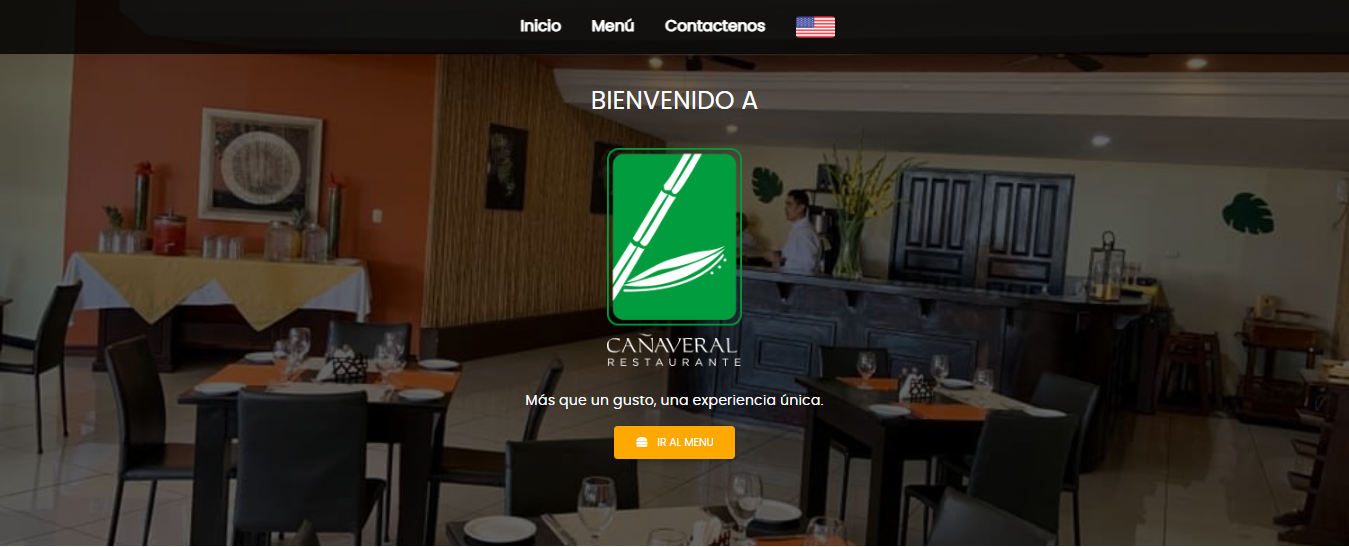 Inicio Menú Contactenos
BIENVENIDO A
CAÑAVERAL
RESTAURANTE
Más que un gusto, una experiencia única.
IR AL MENU